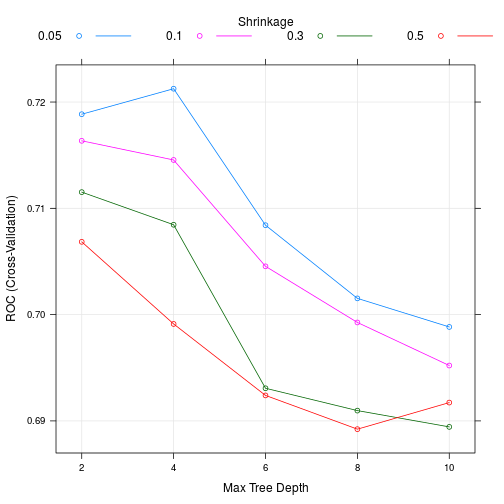 Shrinkage
0.05 0.1 0.3 0.5
ROC (Cross-Validation)
0.72
0.71
0.70
0.69
2 4 6 8 10
Max Tree Depth